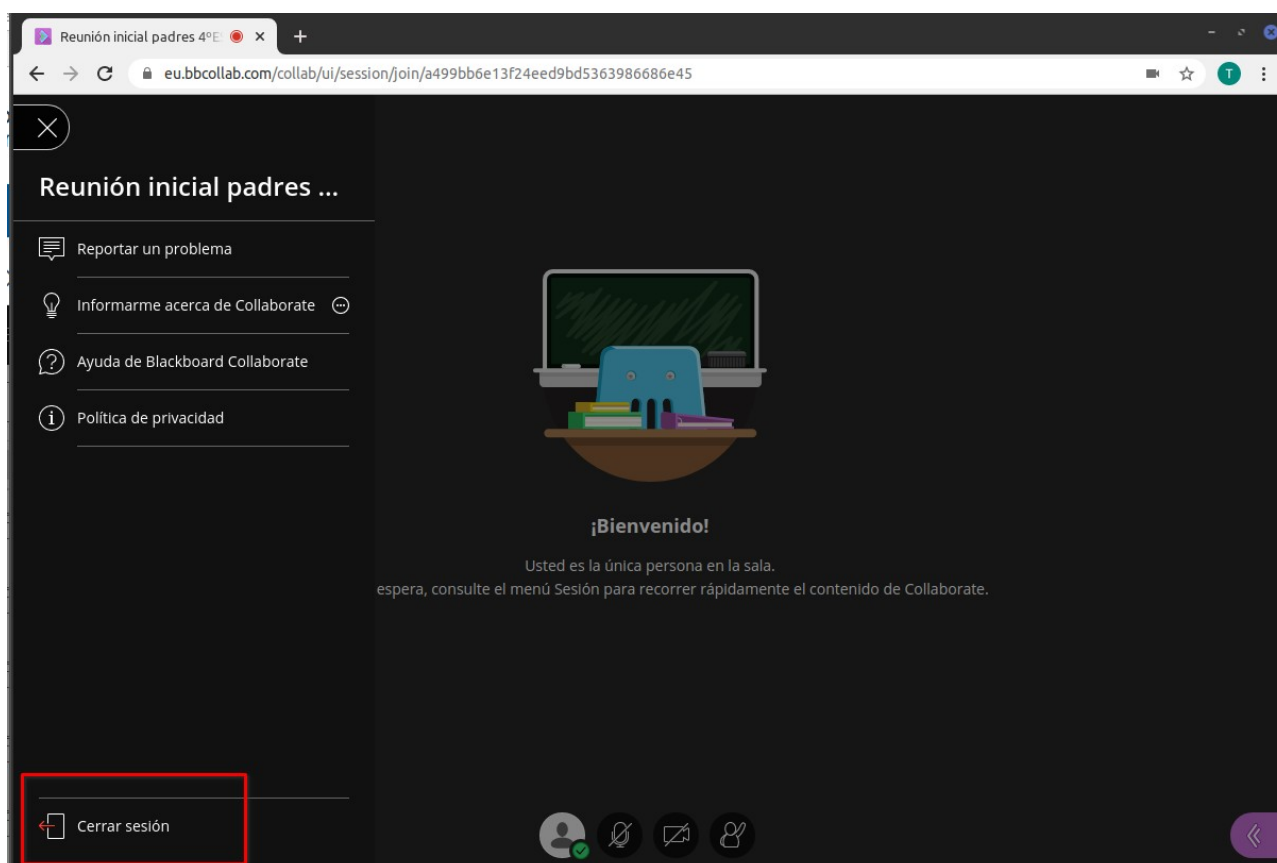 Reunión inicial padres 4ºE
eu.bbcollab.com/collab/ui/session/join/a499bb6e13f24eed9bd5363986686e45
T
Reunión inicial padres ...
Reportar un problema
Informarme acerca de Collaborate
Ayuda de Blackboard Collaborate
Política de privacidad
¡Bienvenido!
Usted es la única persona en la sala.
espera, consulte el menú Sesión para recorrer rápidamente el contenido de Collaborate.
Cerrar sesión